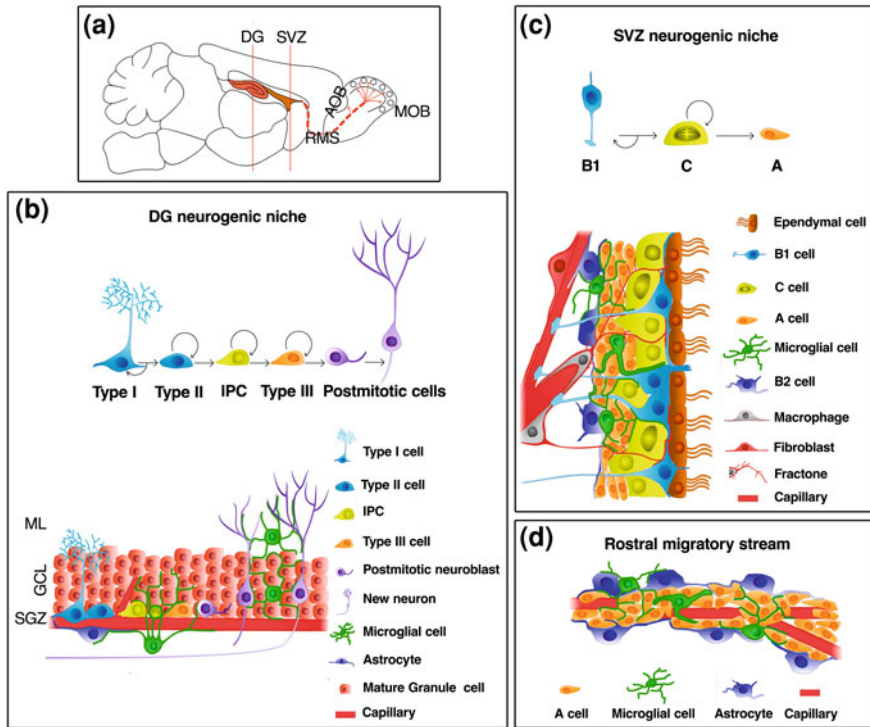 (a)
DG SVZ
AOB
MOB
RMS
(b)
DG neurogenic niche
Type I Type II IPC Type III Postmitotic cells
Type I cell
Type II cell
IPC
Type III cell
Postmitotic neuroblast
New neuron
Microglial cell
Astrocyte
Mature Granule cell
Capillary
ML
GCL
SGZ
(c)
SVZ neurogenic niche
B1 C A
Ependymal cell
B1 cell
C cell
A cell
Microglial cell
B2 cell
Macrophage
Fibroblast
Fractone
Capillary
(d)
Rostral migratory stream
A cell Microglial cell Astrocyte Capillary